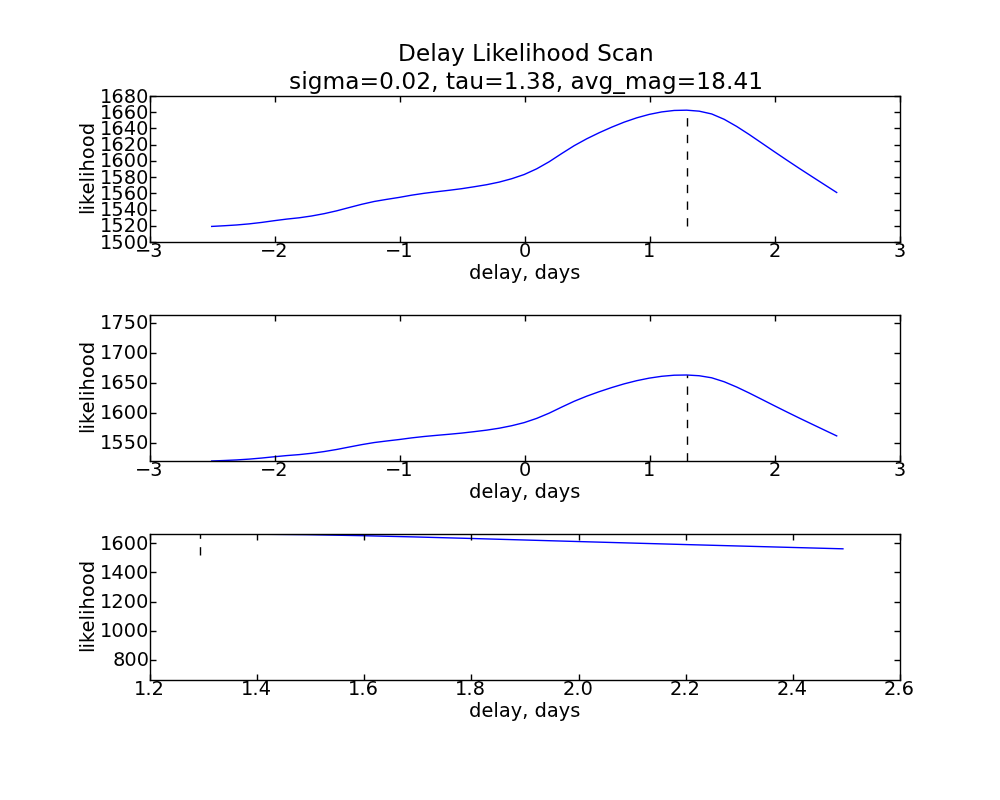 Delay Likelihood Scan
sigma=0.02, tau=1.38, avg_mag=18.41
1680
1660
1640
1620
1600
1580
1560
1540
1520
1500
likelihood
−3 −2 −1 0 1 2 3
delay, days
1750
1700
1650
1600
1550
likelihood
−3 −2 −1 0 1 2 3
delay, days
1600
1400
1200
1000
800
likelihood
1.2 1.4 1.6 1.8 2.0 2.2 2.4 2.6
delay, days